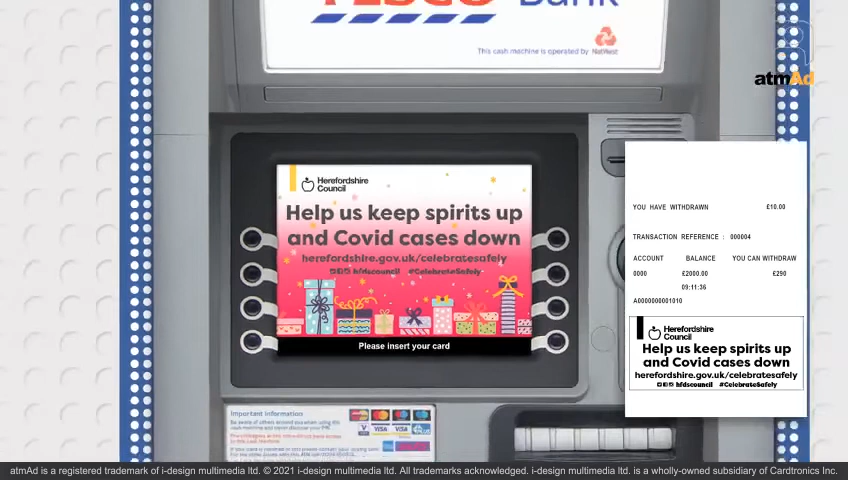 TESCO Bank
This cash machine is operated by NatWest
atmAd
Herefordshire
Council
Help us keep spirits up
and Covid cases down
herefordshire.gov.uk/celebratesafely
hfdscouncil #CelebrateSafely
Please insert your card
YOU HAVE WITHDRAWN £10.00
TRANSACTION REFERENCE : 000004
ACCOUNT BALANCE YOU CAN WITHDRAW
0000 £2000.00 £290
09:11:36
A0000000001010
Herefordshire
Council
Help us keep spirits up
and Covid cases down
herefordshire.gov.uk/celebratesafely
hfdscouncil #CelebrateSafely
Important information
VISA VISA
atmAd is a registered trademark of i-design multimedia ltd. © 2021 i-design multimedia ltd. All trademarks acknowledged. i-design multimedia ltd. is a wholly-owned subsidiary of Cardtronics Inc.